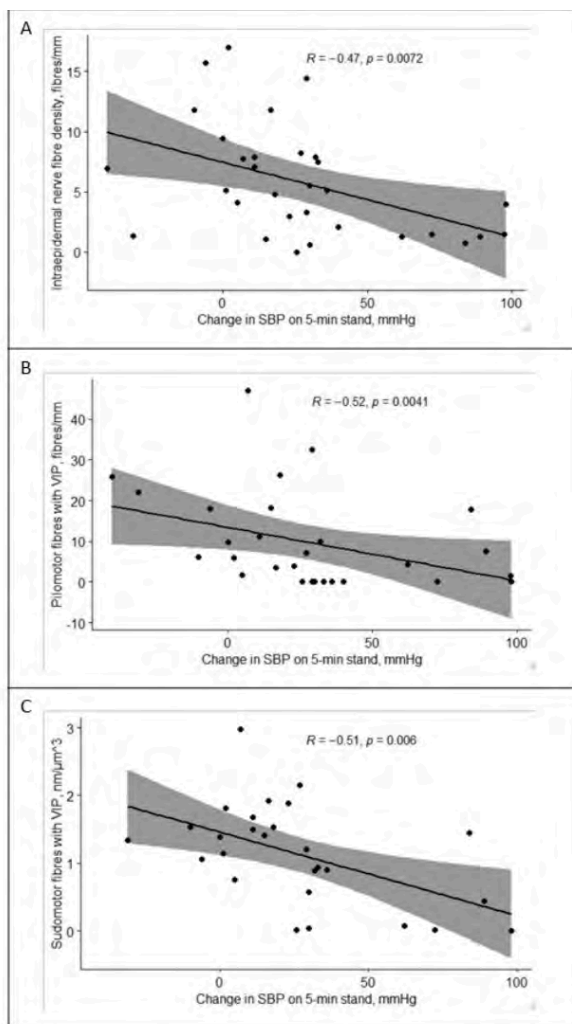 A
R = −0.47, p = 0.0072
Intraepidermal nerve fibre density, fibres/mm
15
10
5
0
0 50 100
Change in SBP on 5-min stand, mmHg
B
R = −0.52, p = 0.0041
Pilomotor fibres with VIP, fibres/mm
40
30
20
10
0
-10
0 50 100
Change in SBP on 5-min stand, mmHg
C
R = −0.51, p = 0.006
Sudomotor fibres with VIP, nm/μm^3
3
2
1
0
0 50 100
Change in SBP on 5-min stand, mmHg